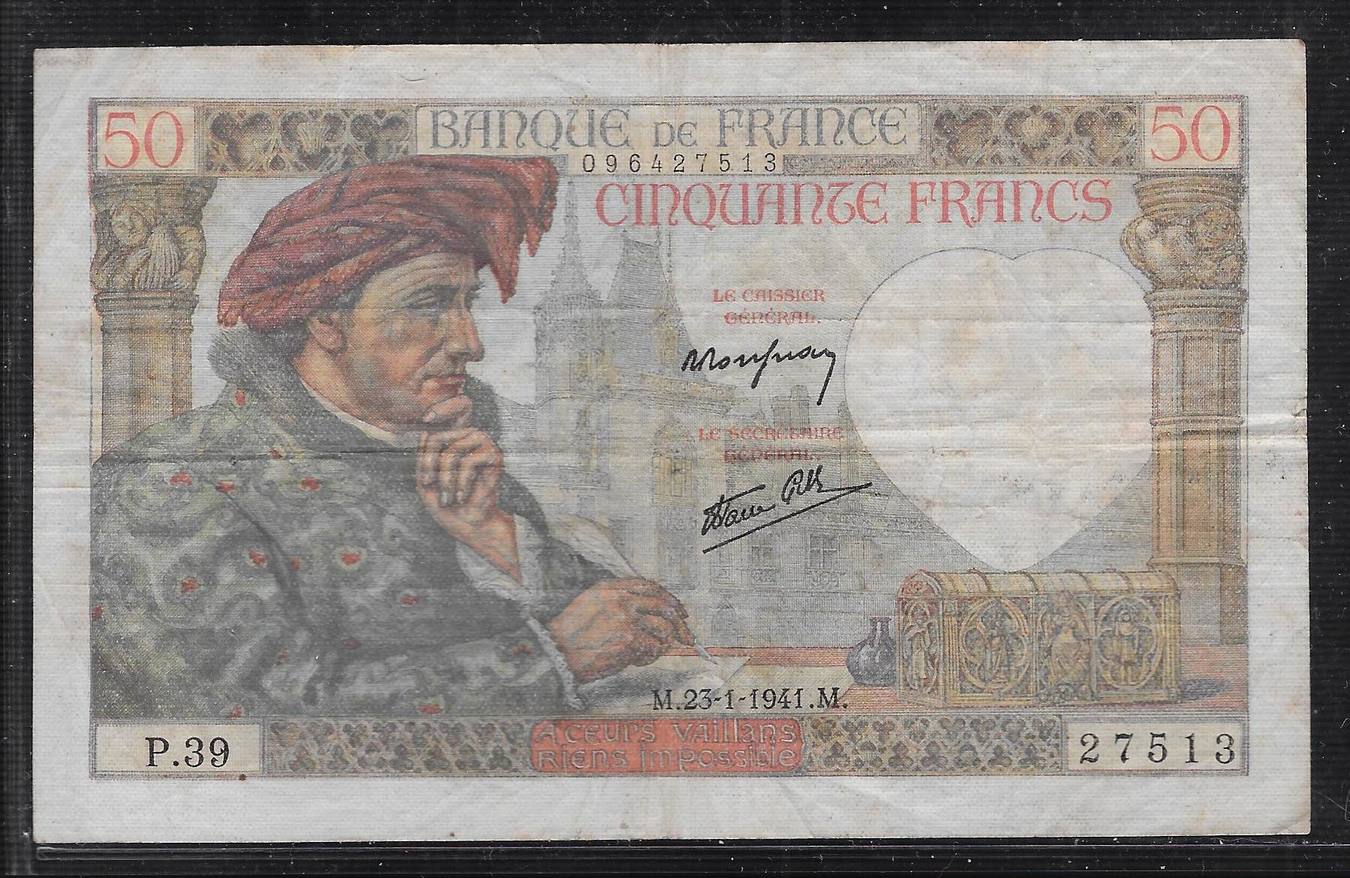 50
BANQUE DE FRANCE
50
096427513
CINQUANTE FRANCS
LE CAISSIER
GÉNÉRAL.
LE SECRÉTAIRE
GÉNÉRAL.
M.23-1-1941.M.
P.39
A CEURS VAILLANS
RIENS IMPOSSIBLE
27513